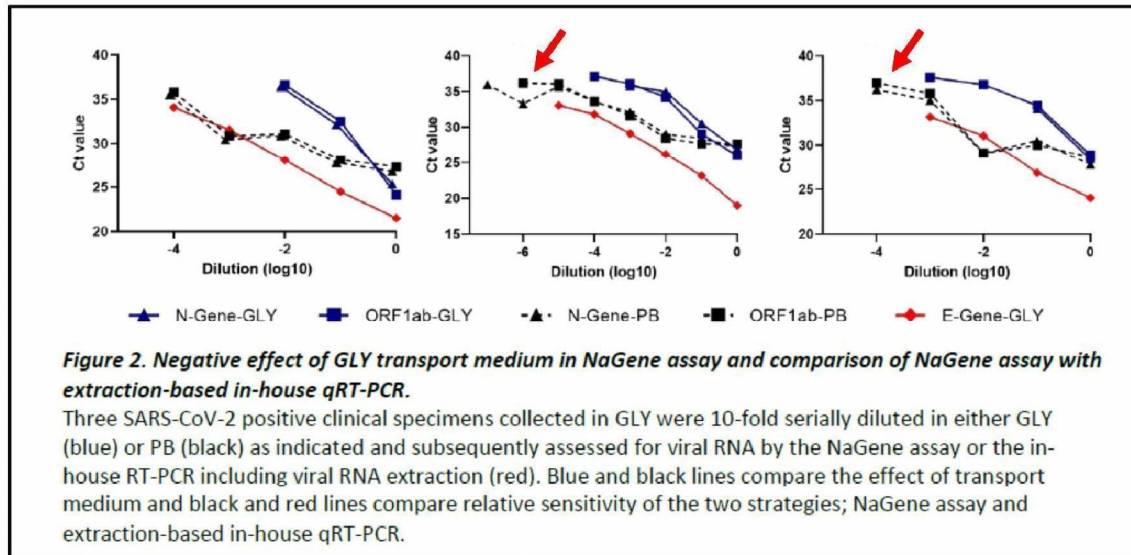 40
35
30
25
20
Ct value
-4
-2
0
Dilution (log10)
40
35
30
25
20
15
Ct value
-6
-4
-2
0
Dilution (log10)
40
35
30
25
20
Ct value
-4
-2
0
Dilution (log10)
N-Gene-GLY
ORF1ab-GLY
N-Gene-PB
ORF1ab-PB
E-Gene-GLY
Figure 2. Negative effect of GLY transport medium in NaGene assay and comparison of NaGene assay with
extraction-based in-house qRT-PCR.
Three SARS-CoV-2 positive clinical specimens collected in GLY were 10-fold serially diluted in either GLY
(blue) or PB (black) as indicated and subsequently assessed for viral RNA by the NaGene assay or the in-
house RT-PCR including viral RNA extraction (red). Blue and black lines compare the effect of transport
medium and black and red lines compare relative sensitivity of the two strategies; NaGene assay and
extraction-based in-house qRT-PCR.